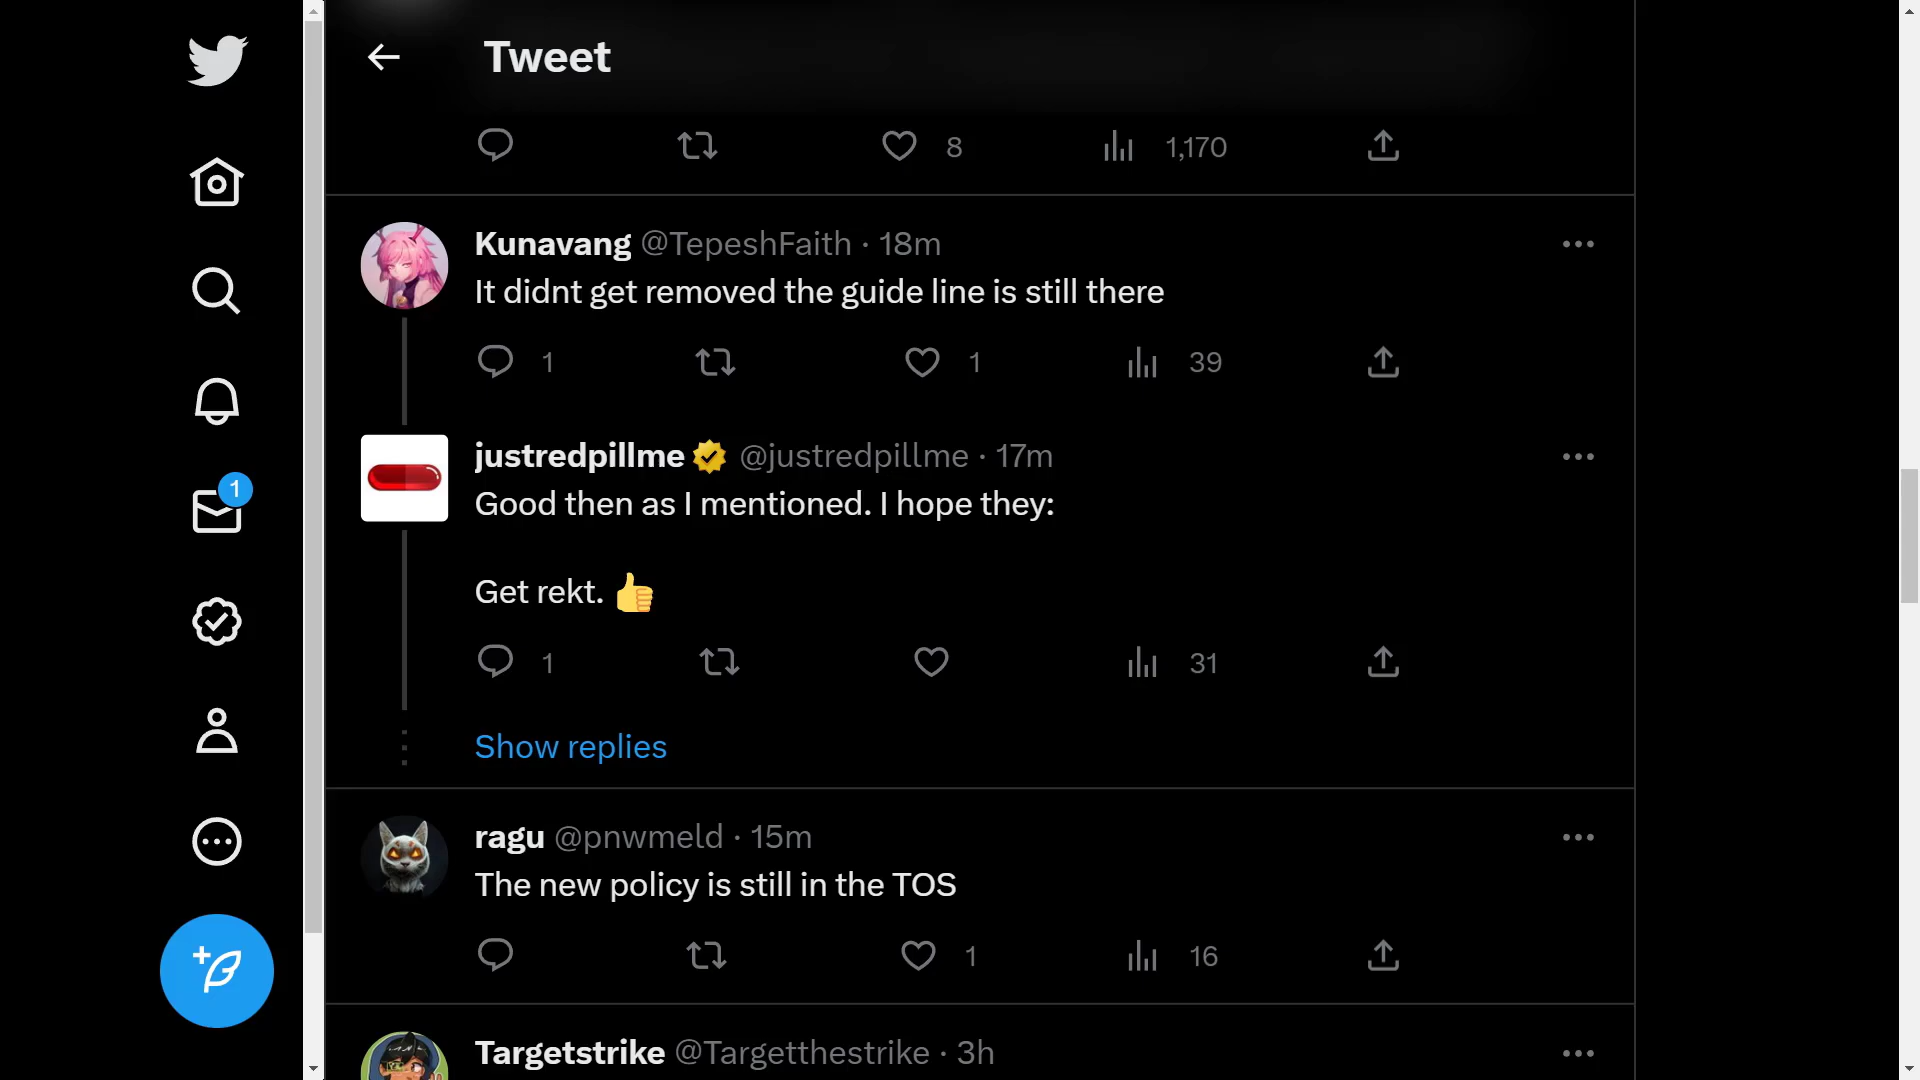 Tweet
8 1,170
Kunavang @TepeshFaith · 18m
It didnt get removed the guide line is still there
1 1 39
justredpillme @justredpillme · 17m
Good then as I mentioned. I hope they:
Get rekt. 👍
1 31
Show replies
ragu @pnwmeld · 15m
The new policy is still in the TOS
1 16
Targetstrike @Targetthestrike · 3h
1